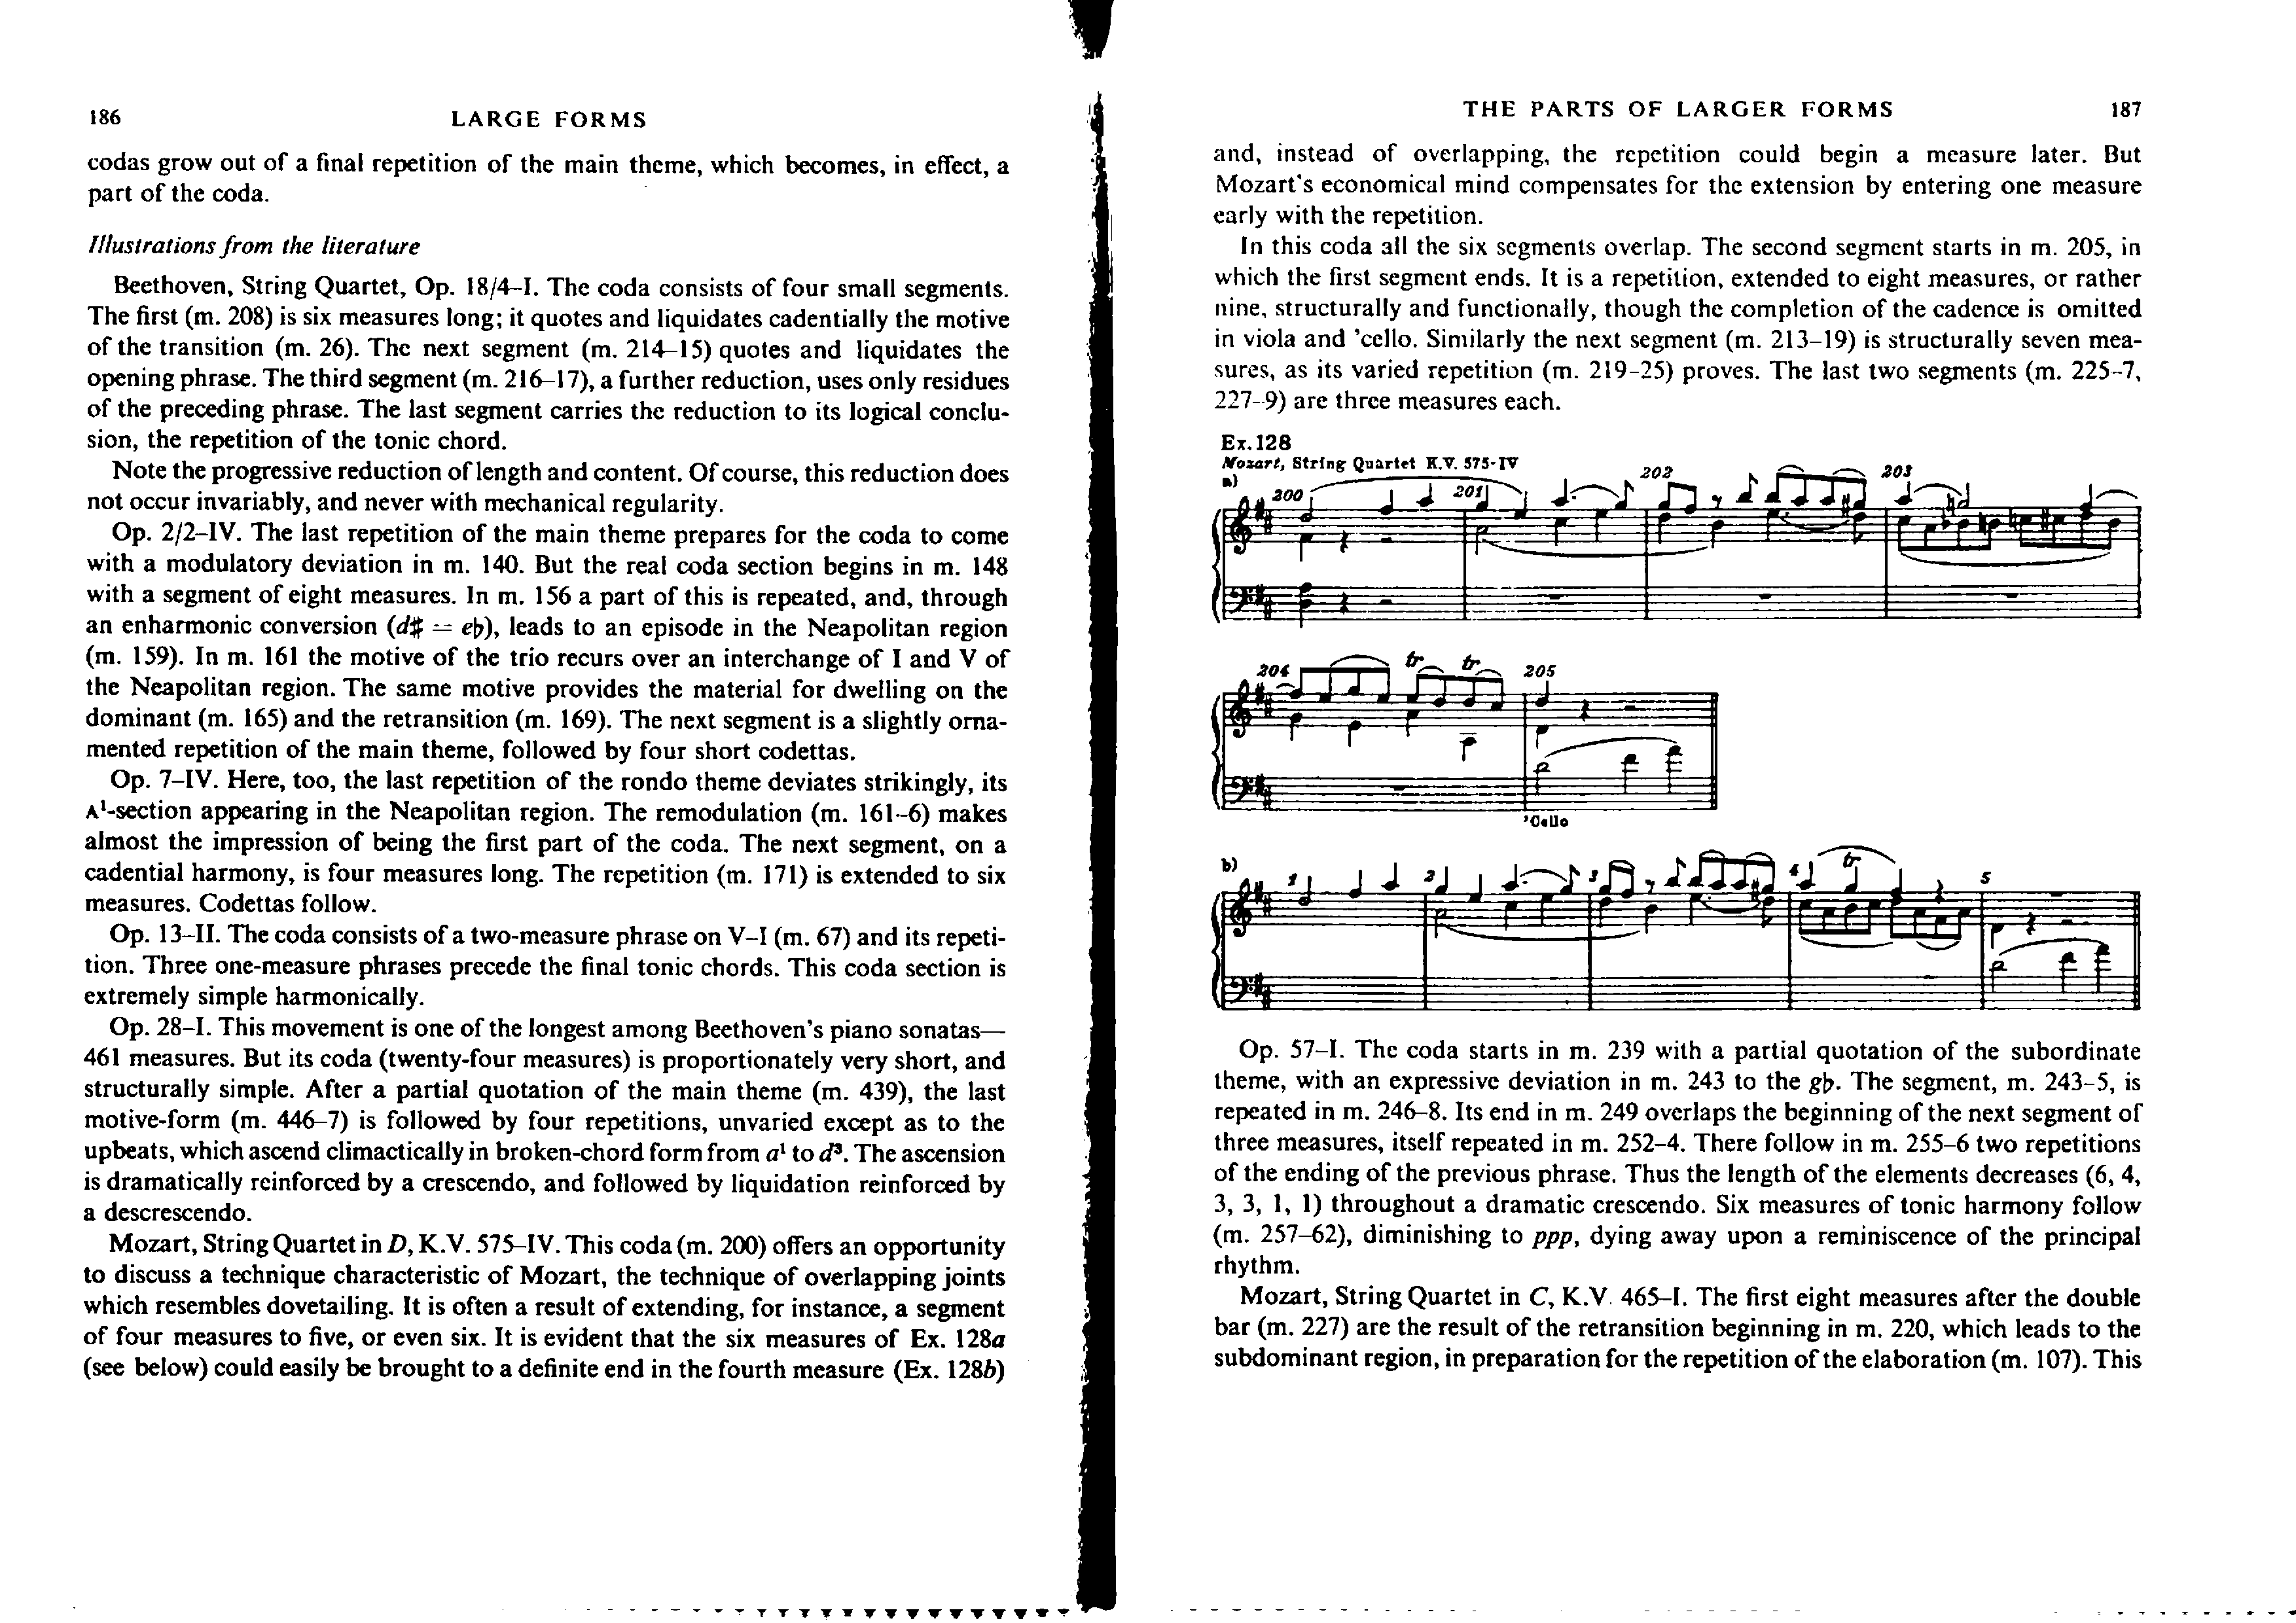 186
LARGE FORMS
codas grow out of a final repetition of the main theme, which becomes, in effect, a
part of the coda.
Illustrations from the literature
Beethoven, String Quartet, Op. 18/4–I. The coda consists of four small segments.
The first (m. 208) is six measures long; it quotes and liquidates cadentially the motive
of the transition (m. 26). The next segment (m. 214–15) quotes and liquidates the
opening phrase. The third segment (m. 216–17), a further reduction, uses only residues
of the preceding phrase. The last segment carries the reduction to its logical conclu-
sion, the repetition of the tonic chord.
Note the progressive reduction of length and content. Of course, this reduction does
not occur invariably, and never with mechanical regularity.
Op. 2/2–IV. The last repetition of the main theme prepares for the coda to come
with a modulatory deviation in m. 140. But the real coda section begins in m. 148
with a segment of eight measures. In m. 156 a part of this is repeated, and, through
an enharmonic conversion (d♯ = e♭), leads to an episode in the Neapolitan region
(m. 159). In m. 161 the motive of the trio recurs over an interchange of I and V of
the Neapolitan region. The same motive provides the material for dwelling on the
dominant (m. 165) and the retransition (m. 169). The next segment is a slightly orna-
mented repetition of the main theme, followed by four short codettas.
Op. 7–IV. Here, too, the last repetition of the rondo theme deviates strikingly, its
A¹-section appearing in the Neapolitan region. The remodulation (m. 161–6) makes
almost the impression of being the first part of the coda. The next segment, on a
cadential harmony, is four measures long. The repetition (m. 171) is extended to six
measures. Codettas follow.
Op. 13–II. The coda consists of a two-measure phrase on V–I (m. 67) and its repeti-
tion. Three one-measure phrases precede the final tonic chords. This coda section is
extremely simple harmonically.
Op. 28–I. This movement is one of the longest among Beethoven's piano sonatas—
461 measures. But its coda (twenty-four measures) is proportionately very short, and
structurally simple. After a partial quotation of the main theme (m. 439), the last
motive-form (m. 446–7) is followed by four repetitions, unvaried except as to the
upbeats, which ascend climactically in broken-chord form from a¹ to d³. The ascension
is dramatically reinforced by a crescendo, and followed by liquidation reinforced by
a descrescendo.
Mozart, String Quartet in D, K.V. 575–IV. This coda (m. 200) offers an opportunity
to discuss a technique characteristic of Mozart, the technique of overlapping joints
which resembles dovetailing. It is often a result of extending, for instance, a segment
of four measures to five, or even six. It is evident that the six measures of Ex. 128a
(see below) could easily be brought to a definite end in the fourth measure (Ex. 128b)
THE PARTS OF LARGER FORMS
187
and, instead of overlapping, the repetition could begin a measure later. But
Mozart's economical mind compensates for the extension by entering one measure
early with the repetition.
In this coda all the six segments overlap. The second segment starts in m. 205, in
which the first segment ends. It is a repetition, extended to eight measures, or rather
nine, structurally and functionally, though the completion of the cadence is omitted
in viola and 'cello. Similarly the next segment (m. 213–19) is structurally seven mea-
sures, as its varied repetition (m. 219–25) proves. The last two segments (m. 225–7,
227–9) are three measures each.
Ex.128
Mozart, String Quartet K.V. 575-IV
a)
200 201 202 203
204 tr tr 205
'Cello
b)
1 2 3 4 tr 5
Op. 57–I. The coda starts in m. 239 with a partial quotation of the subordinate
theme, with an expressive deviation in m. 243 to the g♭. The segment, m. 243–5, is
repeated in m. 246–8. Its end in m. 249 overlaps the beginning of the next segment of
three measures, itself repeated in m. 252–4. There follow in m. 255–6 two repetitions
of the ending of the previous phrase. Thus the length of the elements decreases (6, 4,
3, 3, 1, 1) throughout a dramatic crescendo. Six measures of tonic harmony follow
(m. 257–62), diminishing to ppp, dying away upon a reminiscence of the principal
rhythm.
Mozart, String Quartet in C, K.V. 465–I. The first eight measures after the double
bar (m. 227) are the result of the retransition beginning in m. 220, which leads to the
subdominant region, in preparation for the repetition of the elaboration (m. 107). This